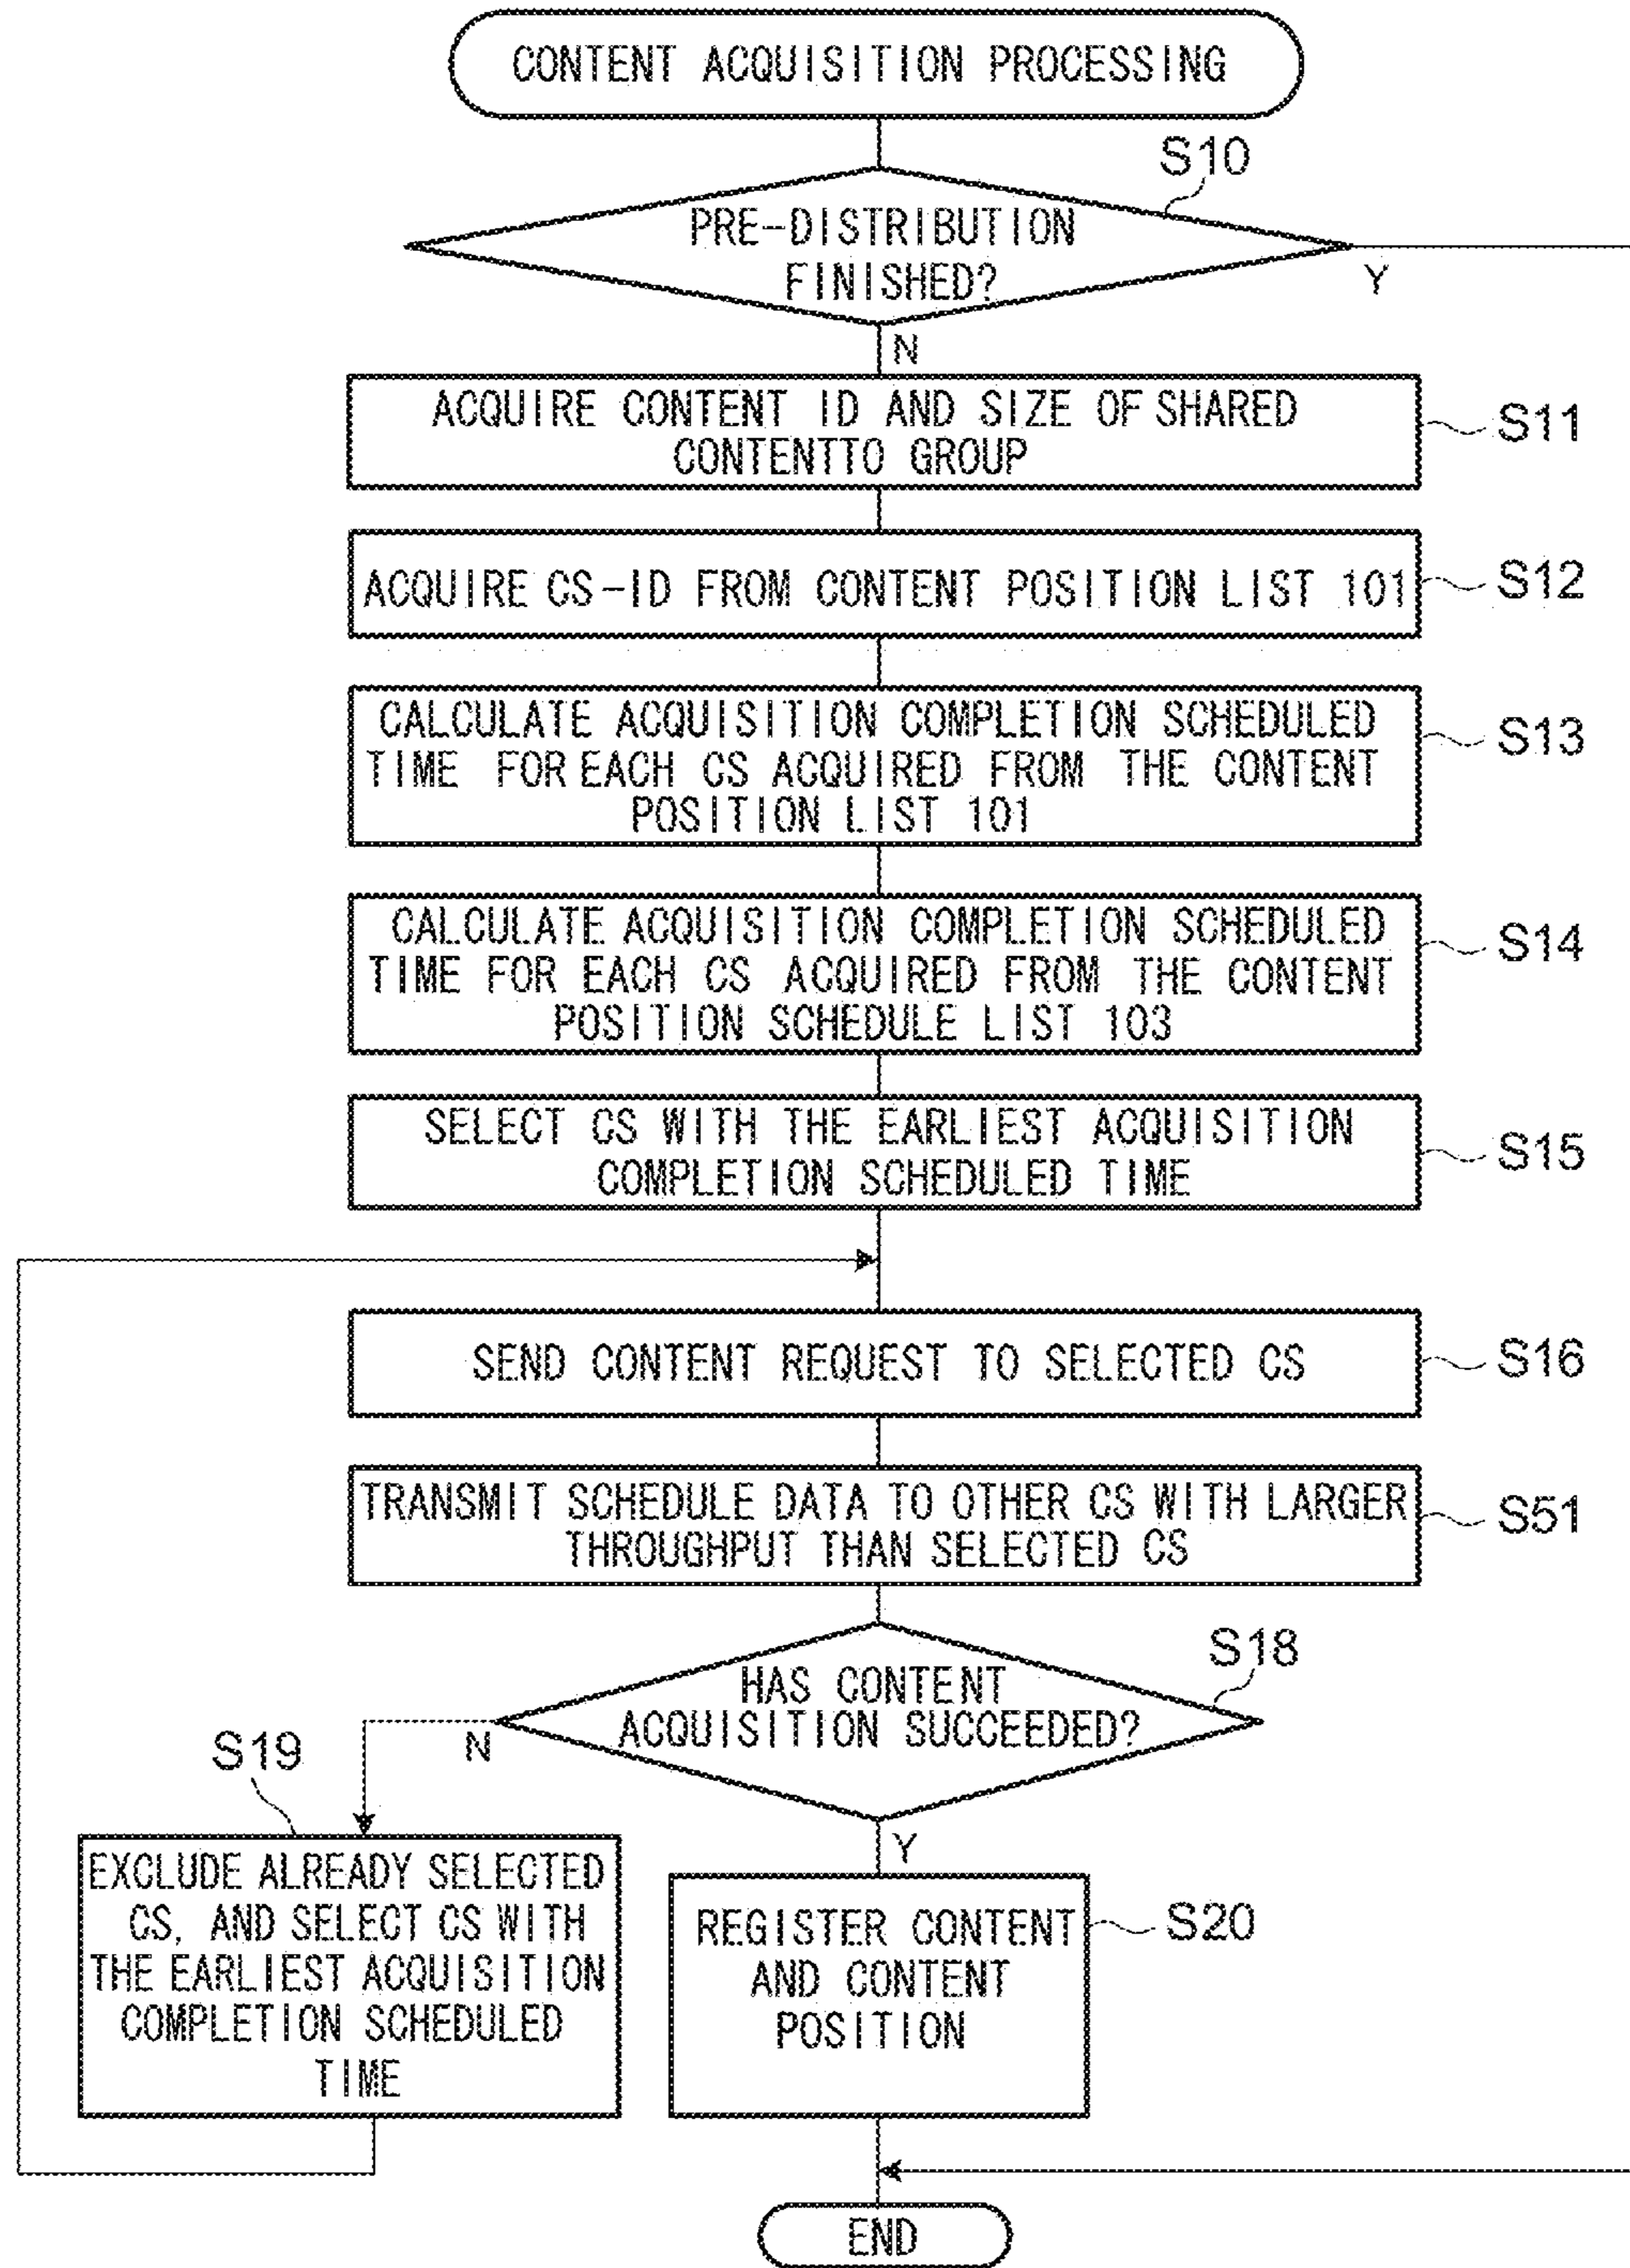 CONTENT ACQUISITION PROCESSING
S10
PRE-DISTRIBUTION
FINISHED?
Y
N
ACQUIRE CONTENT ID AND SIZE OF SHARED
CONTENTTO GROUP
S11
ACQUIRE CS-ID FROM CONTENT POSITION LIST 101
S12
CALCULATE ACQUISITION COMPLETION SCHEDULED
TIME FOR EACH CS ACQUIRED FROM THE CONTENT
POSITION LIST 101
S13
CALCULATE ACQUISITION COMPLETION SCHEDULED
TIME FOR EACH CS ACQUIRED FROM THE CONTENT
POSITION SCHEDULE LIST 103
S14
SELECT CS WITH THE EARLIEST ACQUISITION
COMPLETION SCHEDULED TIME
S15
SEND CONTENT REQUEST TO SELECTED CS
S16
TRANSMIT SCHEDULE DATA TO OTHER CS WITH LARGER
THROUGHPUT THAN SELECTED CS
S51
HAS CONTENT
ACQUISITION SUCCEEDED?
S18
N
Y
S19
EXCLUDE ALREADY SELECTED
CS, AND SELECT CS WITH
THE EARLIEST ACQUISITION
COMPLETION SCHEDULED
TIME
REGISTER CONTENT
AND CONTENT
POSITION
S20
END